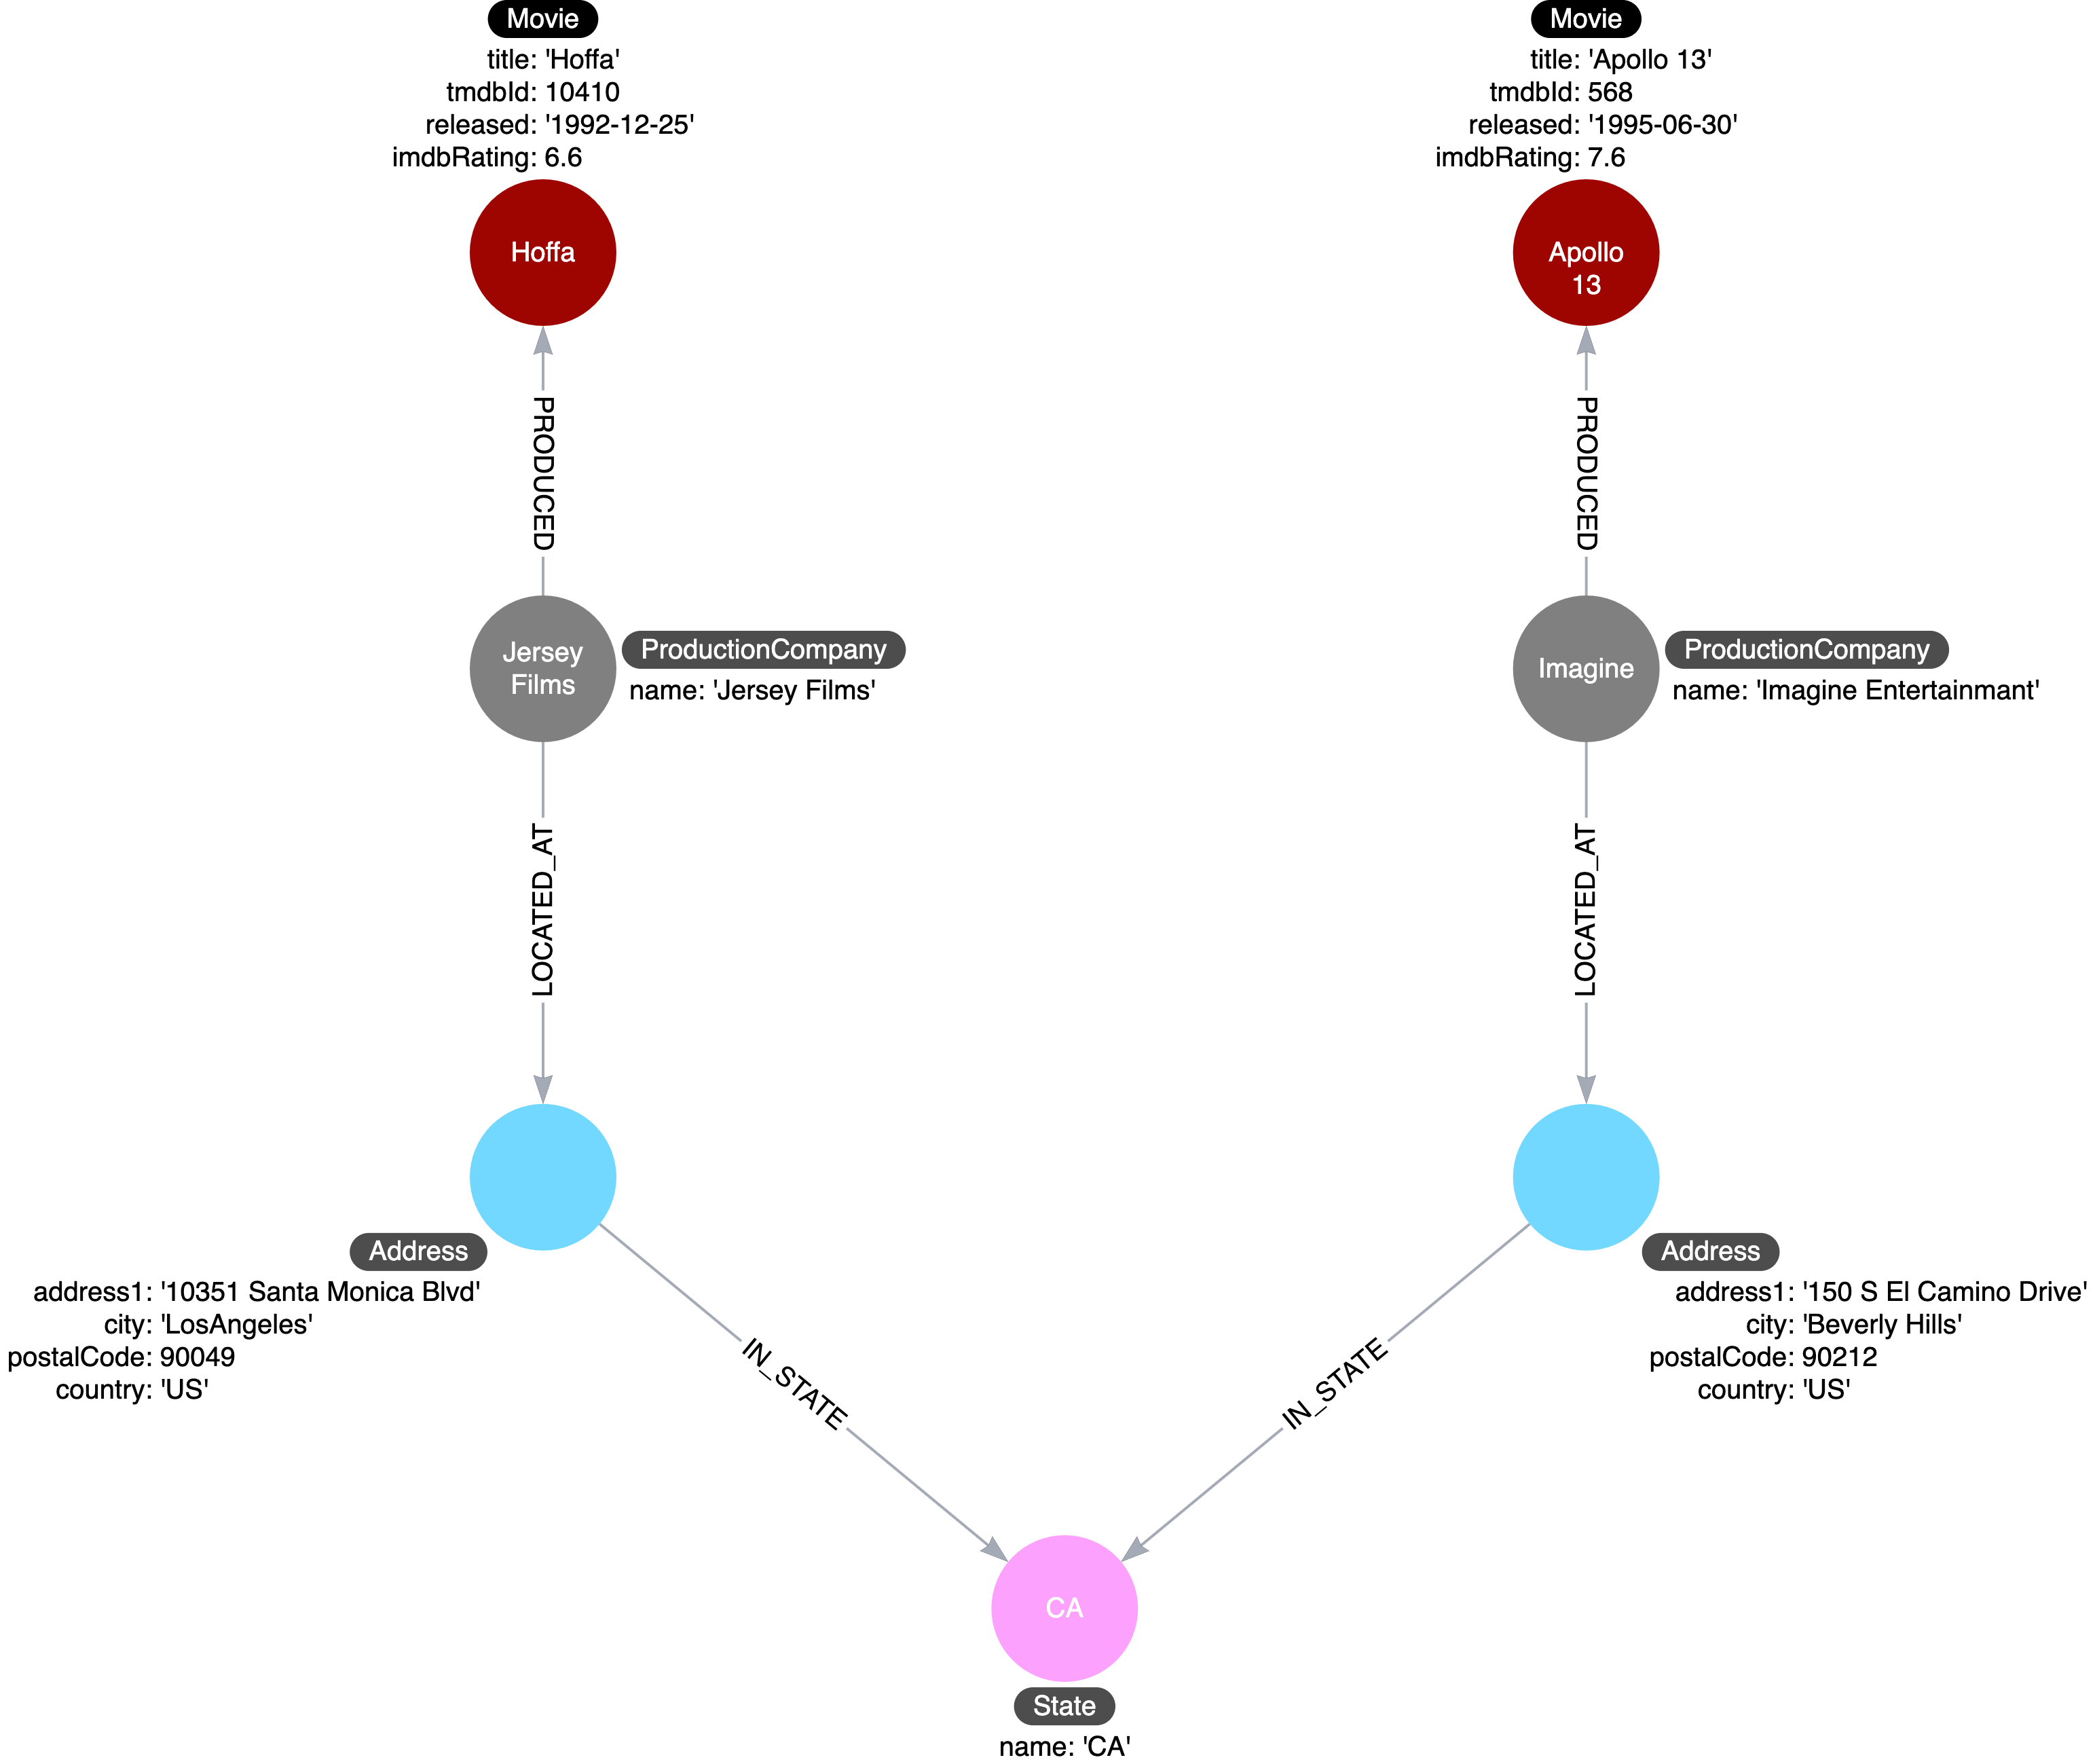 Movie
title: 'Hoffa'
tmdbId: 10410
released: '1992-12-25'
imdbRating: 6.6
Hoffa
Movie
title: 'Apollo 13'
tmdbId: 568
released: '1995-06-30'
imdbRating: 7.6
Apollo
13
PRODUCED
PRODUCED
Jersey
Films
ProductionCompany
name: 'Jersey Films'
Imagine
ProductionCompany
name: 'Imagine Entertainmant'
LOCATED_AT
LOCATED_AT
Address
address1: '10351 Santa Monica Blvd'
city: 'LosAngeles'
postalCode: 90049
country: 'US'
Address
address1: '150 S El Camino Drive'
city: 'Beverly Hills'
postalCode: 90212
country: 'US'
IN_STATE
IN_STATE
CA
State
name: 'CA'